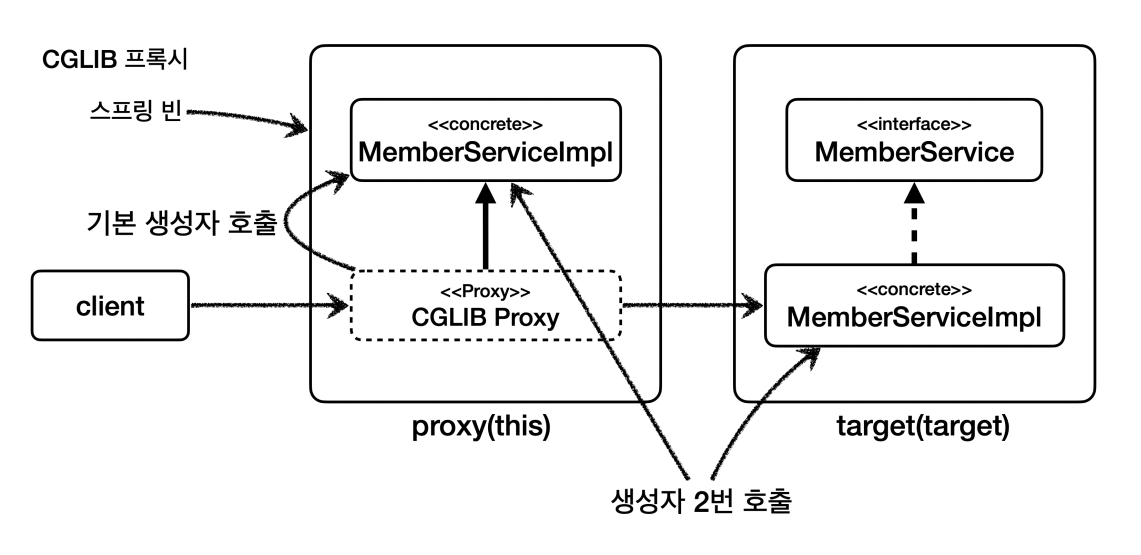 CGLIB 프록시
스프링 빈
<<concrete>>
MemberServiceImpl
<<interface>>
MemberService
기본 생성자 호출
client
<<Proxy>>
CGLIB Proxy
<<concrete>>
MemberServiceImpl
proxy(this)
target(target)
생성자 2번 호출